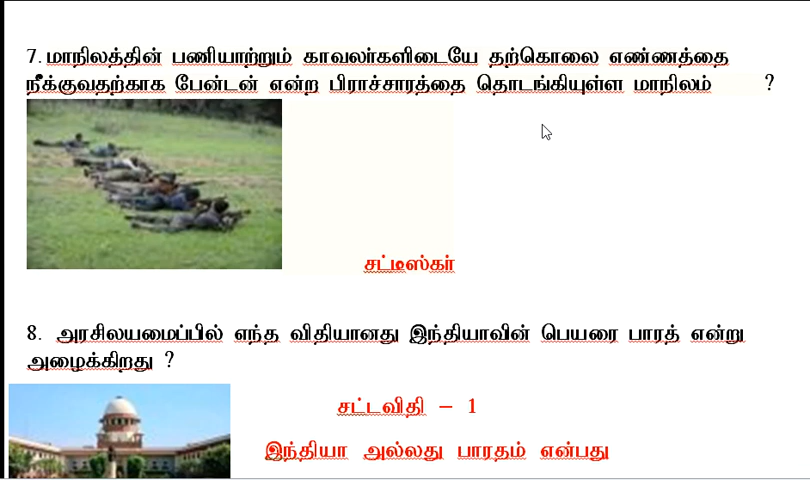 7. மாநிலத்தின் பணியாற்றும் காவலர்களிடையே தற்கொலை எண்ணத்தை
நீக்குவதற்காக பேன்டன் என்ற பிராச்சாரத்தை தொடங்கியுள்ள மாநிலம் ?
சட்டீஸ்கர்
8. அரசிலயமைப்பில் எந்த விதியானது இந்தியாவின் பெயரை பாரத் என்று
அழைக்கிறது ?
சட்டவிதி – 1
இந்தியா அல்லது பாரதம் என்பது